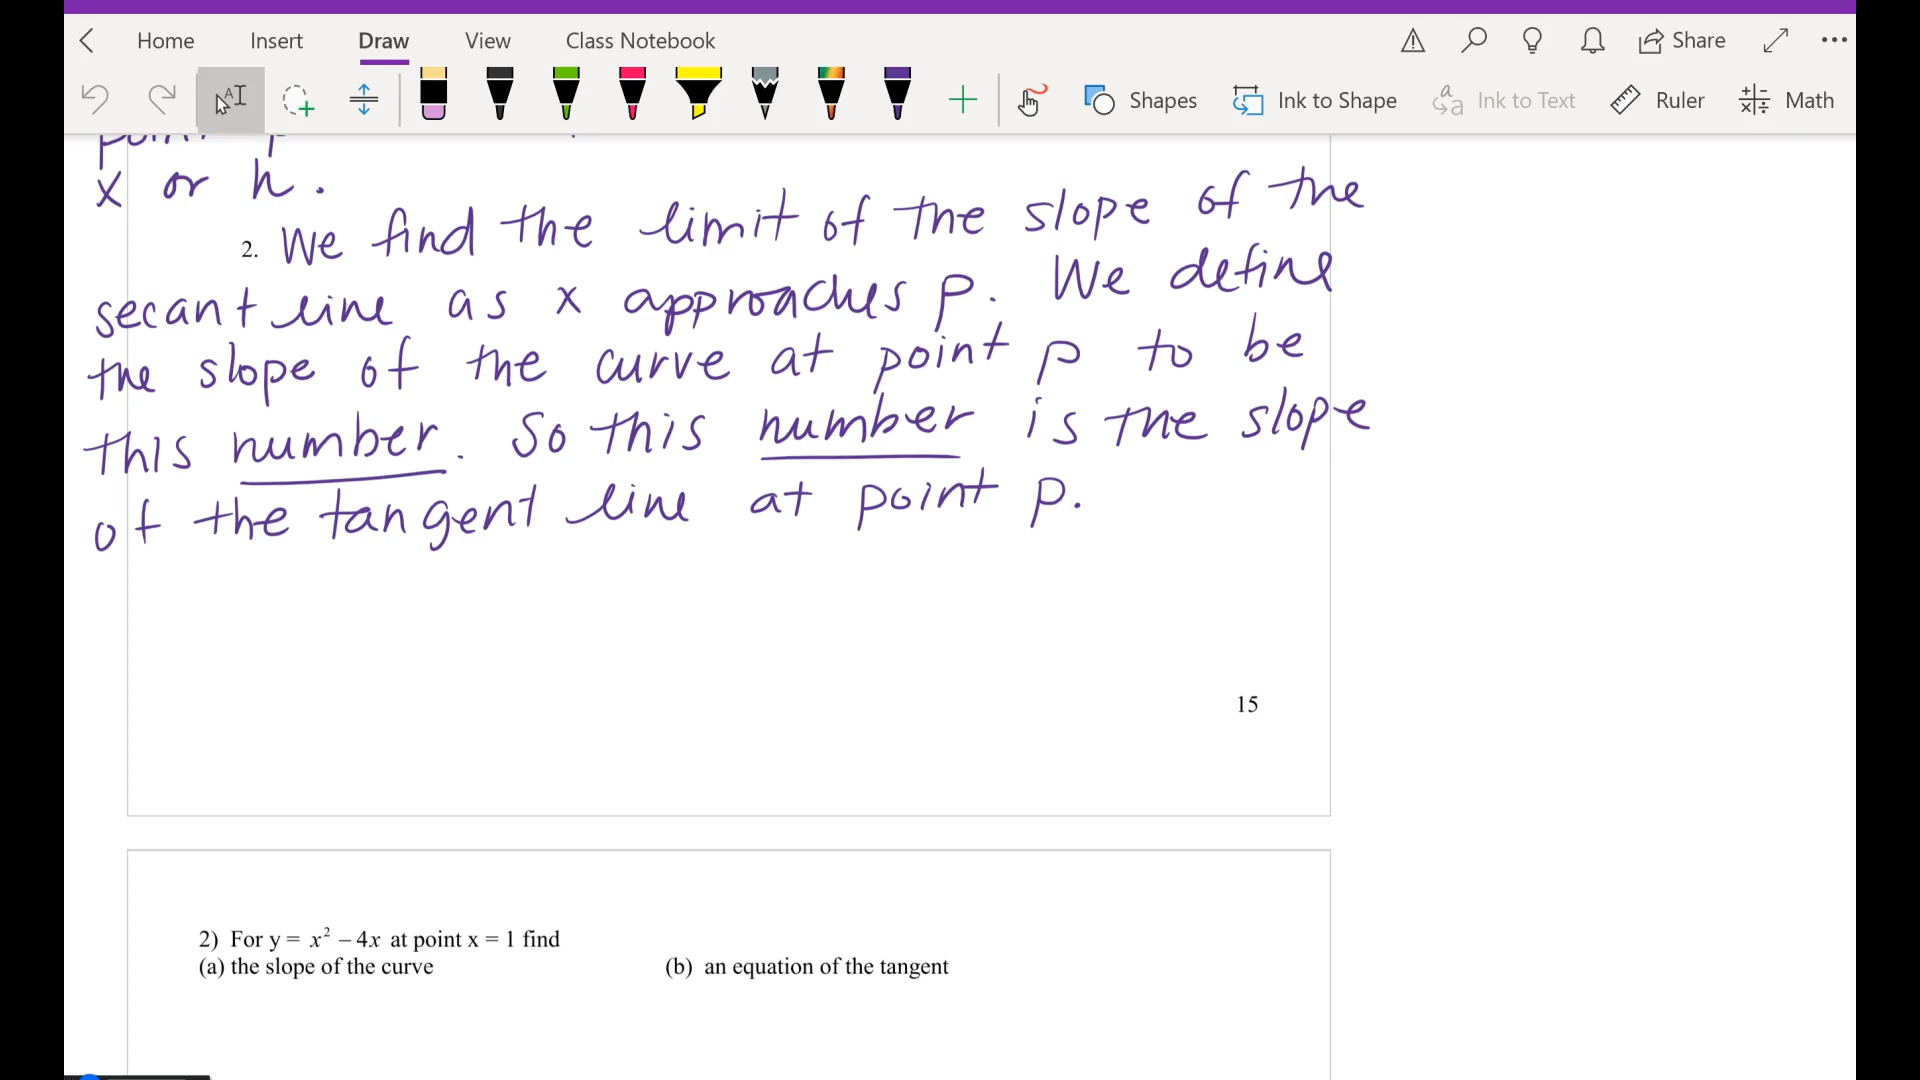 Home Insert Draw View Class Notebook Share
Shapes Ink to Shape Ink to Text Ruler Math
point p
x or h.
2. We find the limit of the slope of the
secant line as x approaches p. We define
the slope of the curve at point p to be
this number. So this number is the slope
of the tangent line at point p.
15
2) For y = x² – 4x at point x = 1 find
(a) the slope of the curve (b) an equation of the tangent